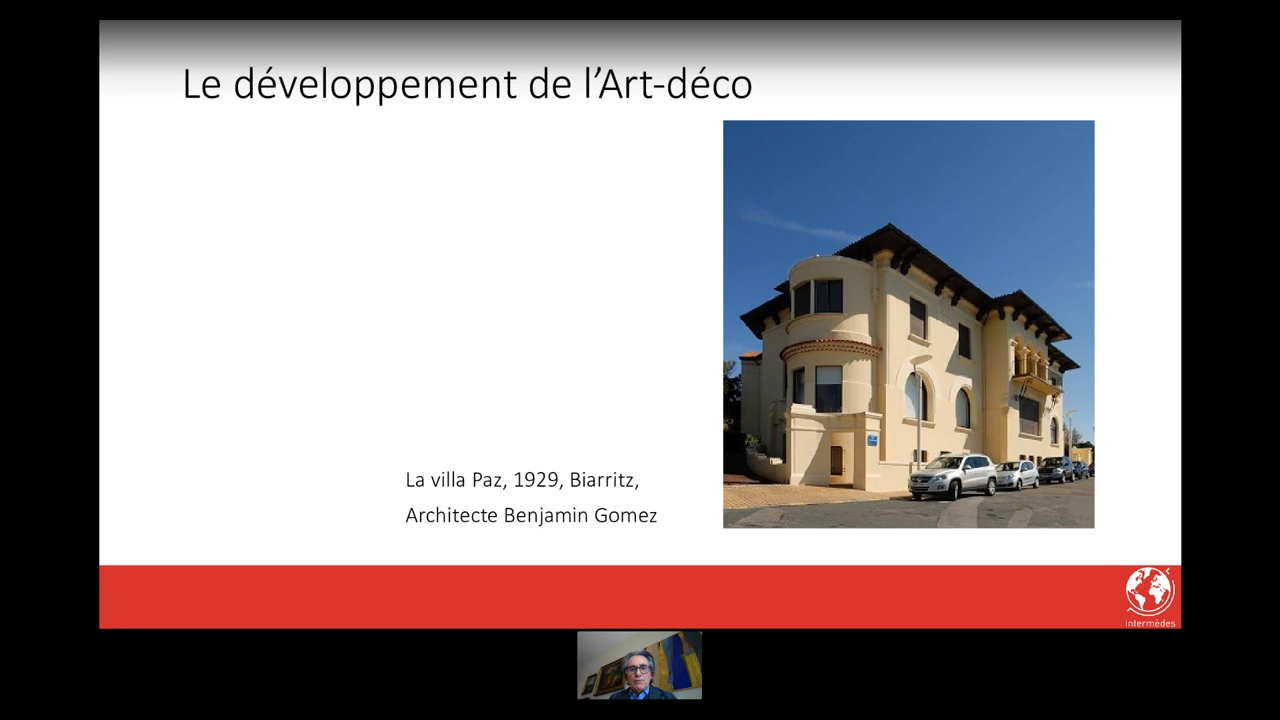 Le développement de l’Art-déco
La villa Paz, 1929, Biarritz,
Architecte Benjamin Gomez
intermèdes